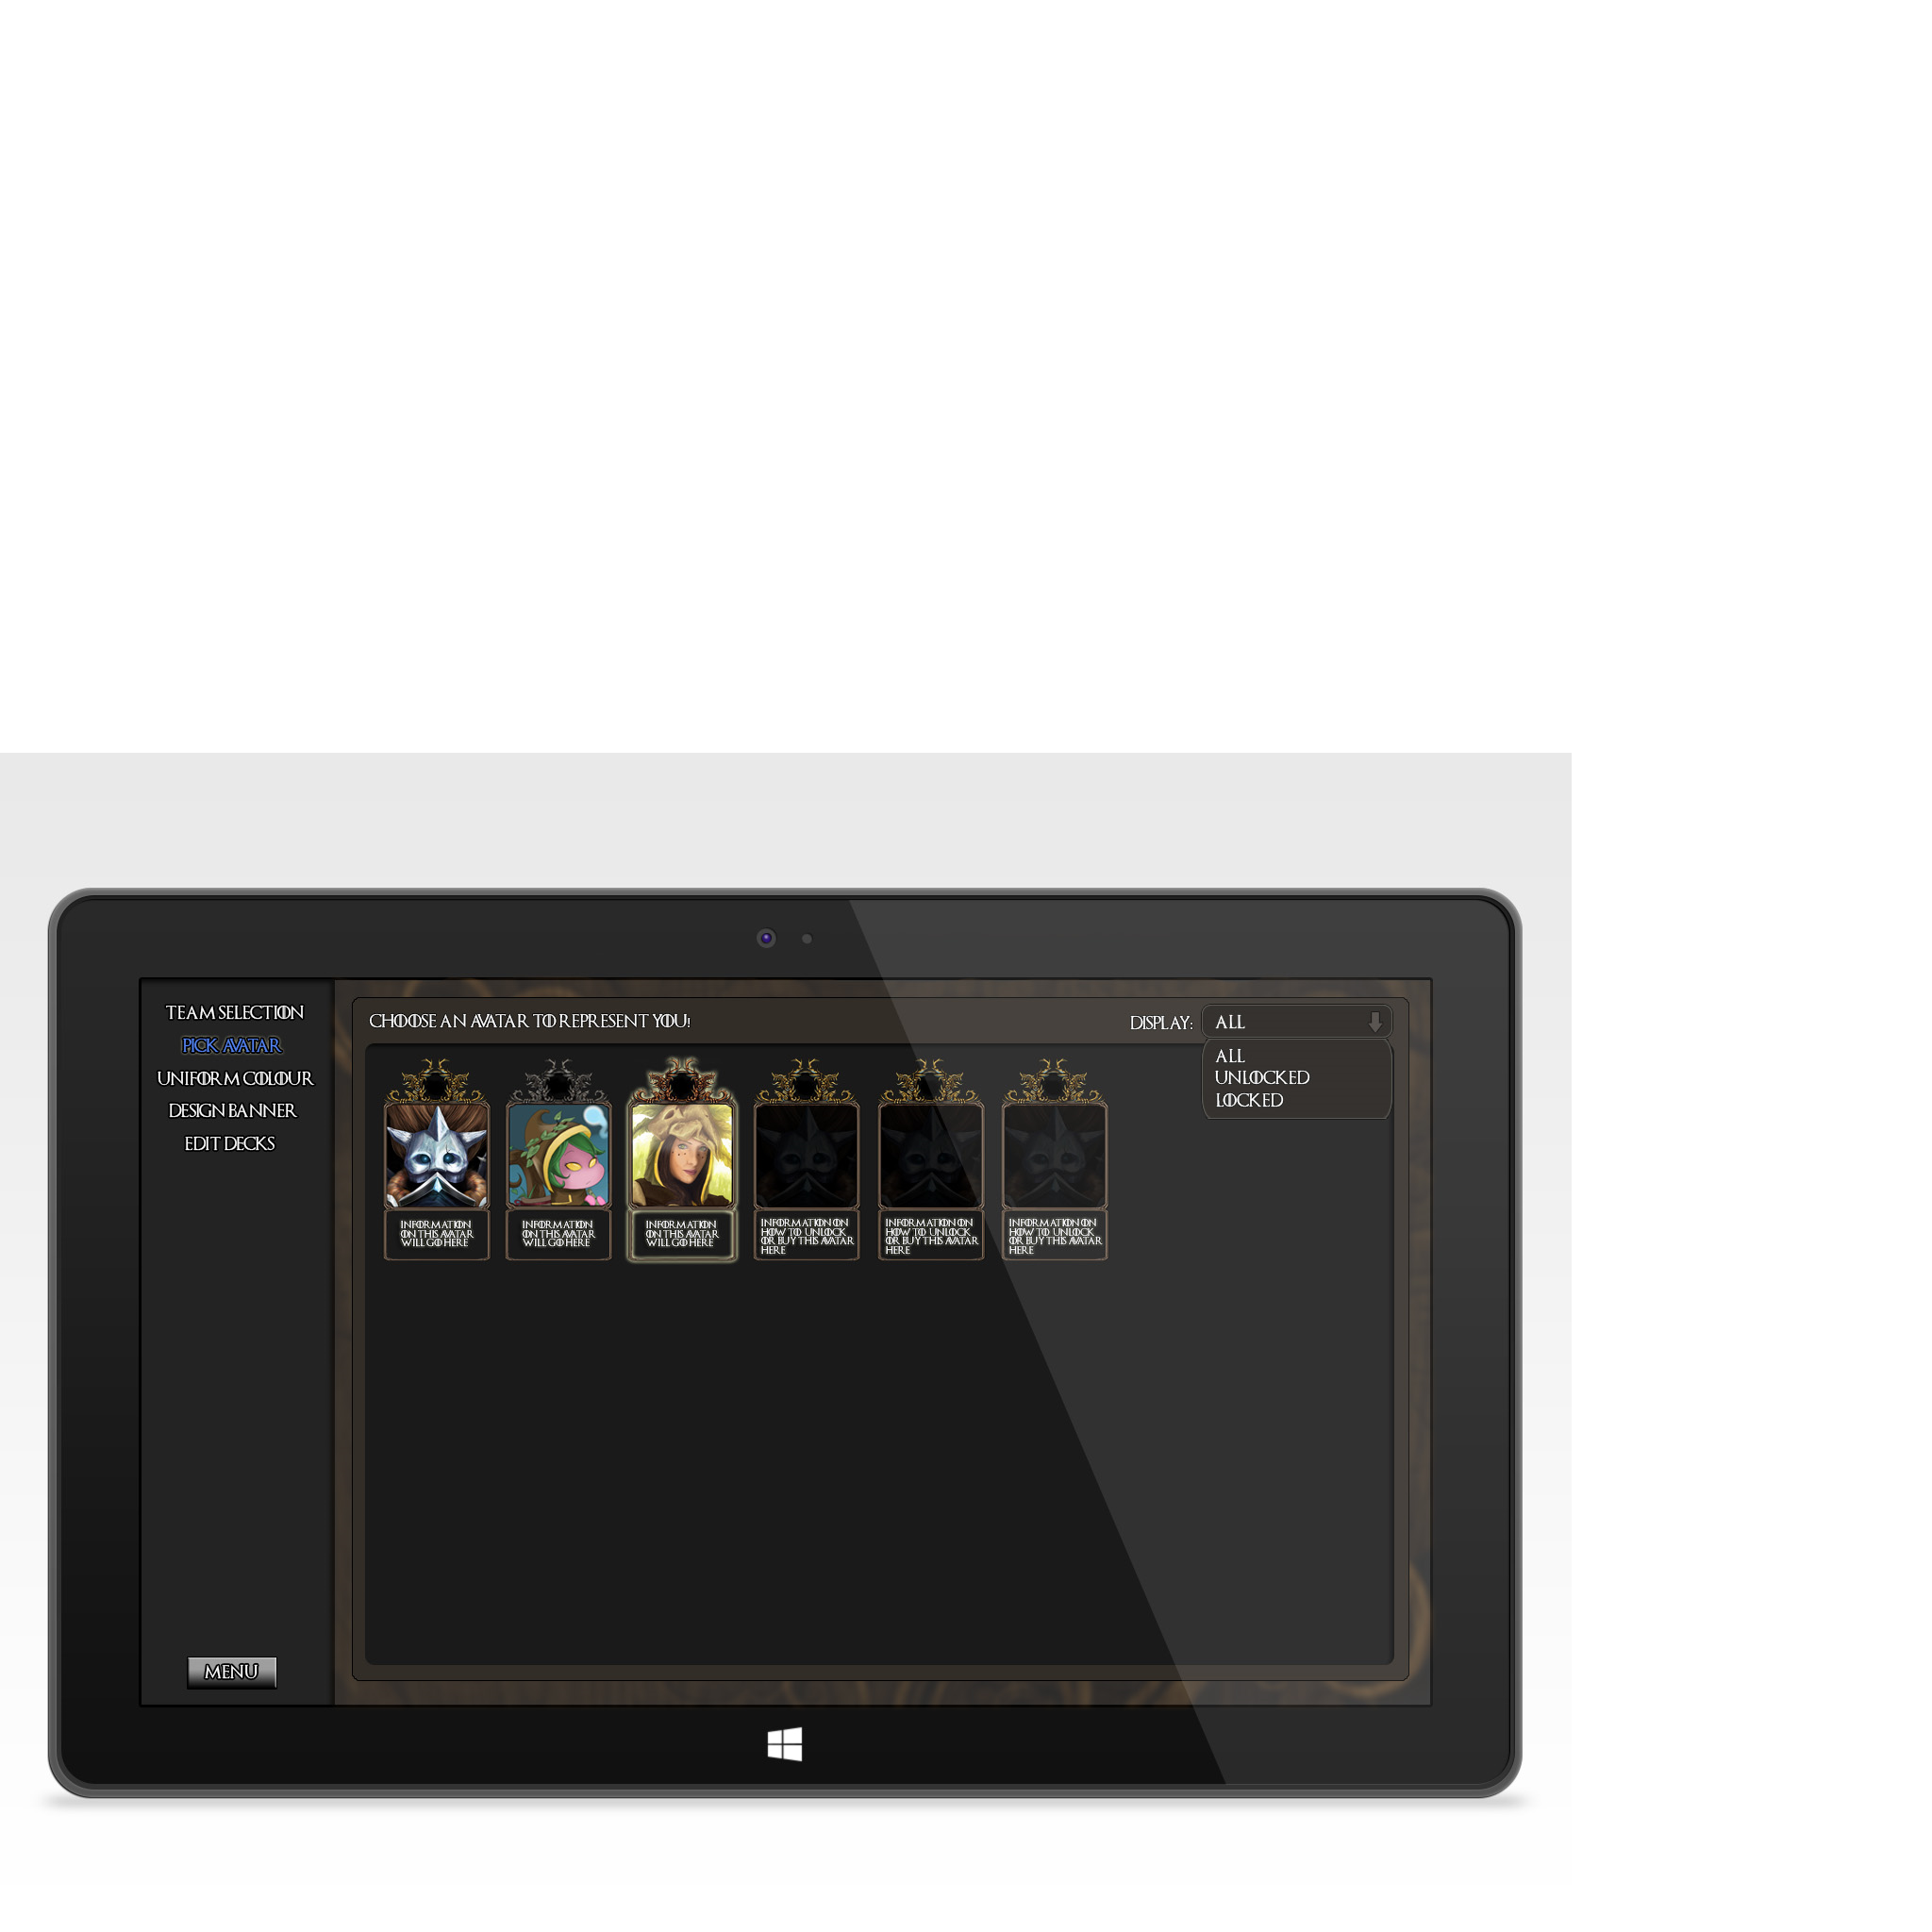 TEAM SELECTION
PICK AVATAR
UNIFORM COLOUR
DESIGN BANNER
EDIT DECKS
MENU
CHOOSE AN AVATAR TO REPRESENT YOU!
DISPLAY: ALL
ALL
UNLOCKED
LOCKED
INFORMATION
ON THIS AVATAR
WILL GO HERE
INFORMATION
ON THIS AVATAR
WILL GO HERE
INFORMATION
ON THIS AVATAR
WILL GO HERE
INFORMATION ON
HOW TO UNLOCK
OR BUY THIS AVATAR
HERE
INFORMATION ON
HOW TO UNLOCK
OR BUY THIS AVATAR
HERE
INFORMATION ON
HOW TO UNLOCK
OR BUY THIS AVATAR
HERE